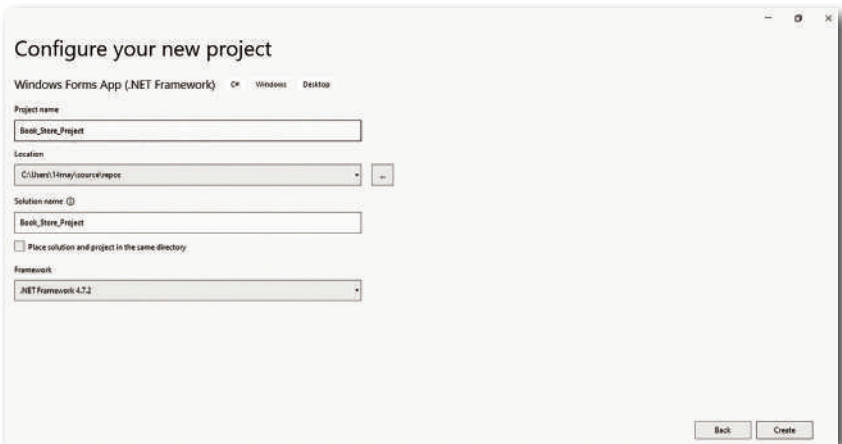 Configure your new project
Windows Forms App (.NET Framework) C# Windows Desktop
Project name
Book_Store_Project
Location
C:\Users\14may\source\repos
...
Solution name
Book_Store_Project
Place solution and project in the same directory
Framework
.NET Framework 4.7.2
Back Create